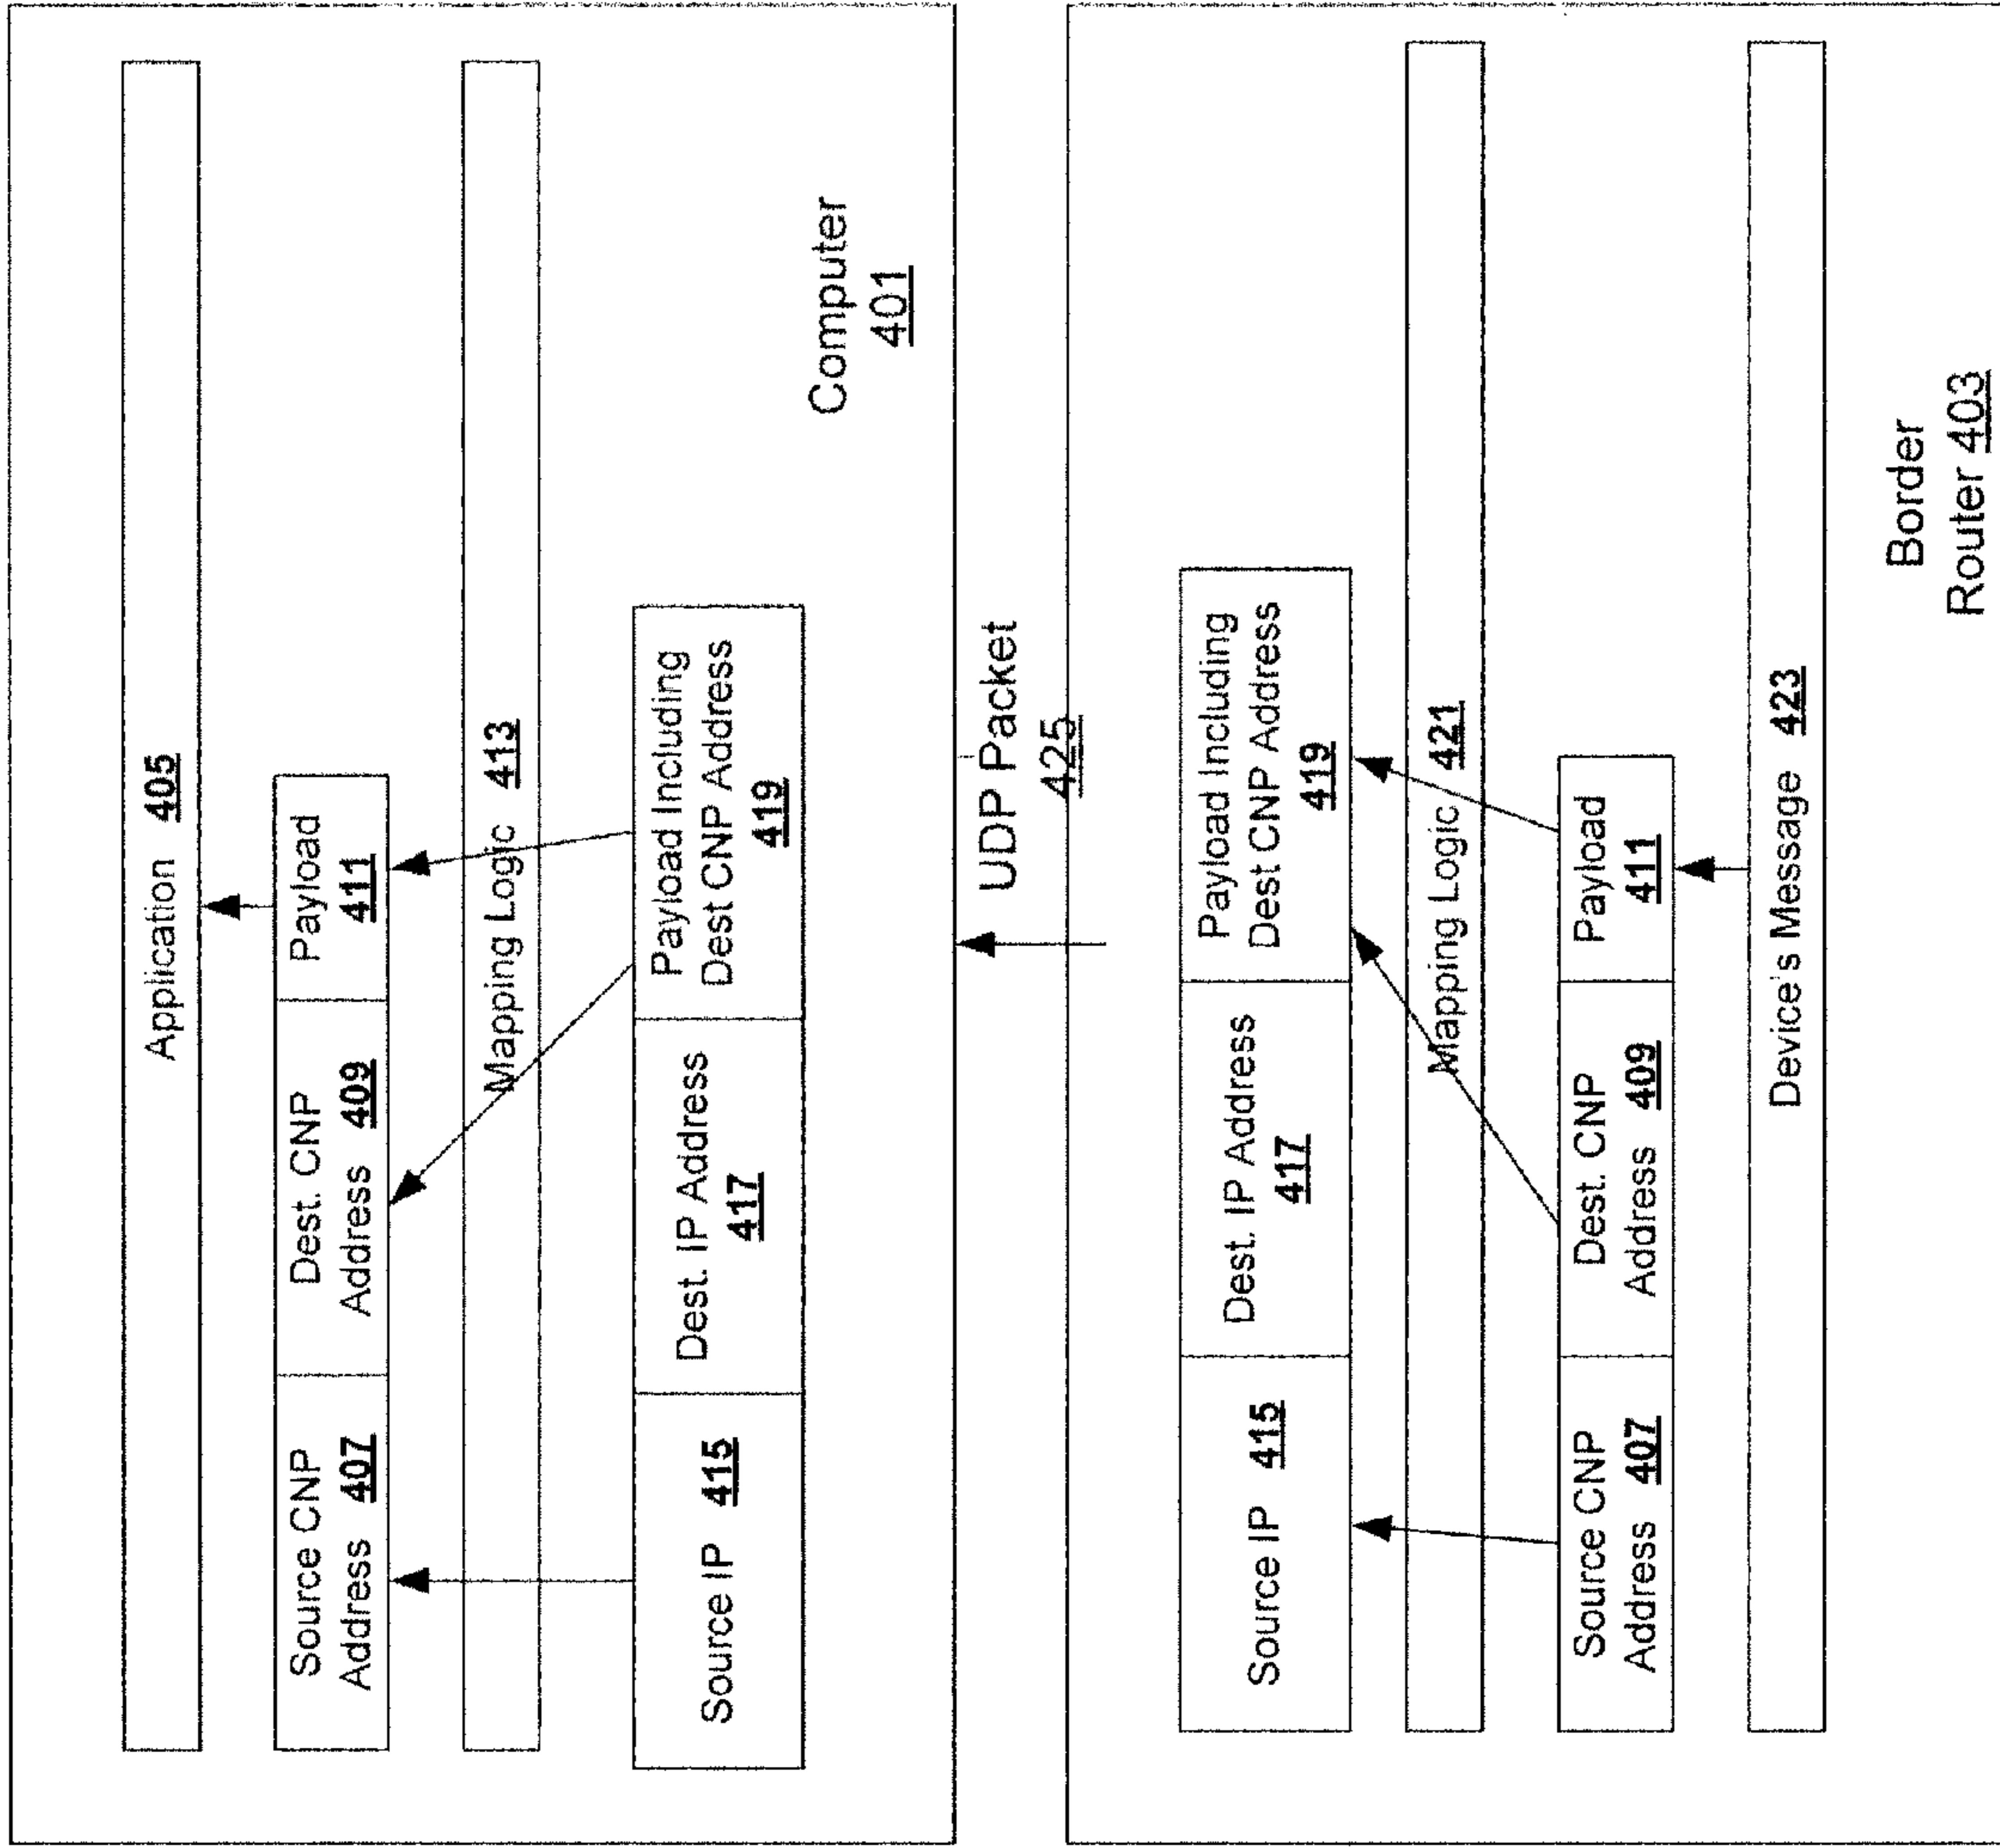 Application 405
Source CNP
Address 407
Dest. CNP
Address 409
Payload
411
Mapping Logic 413
Source IP 415
Dest. IP Address
417
Payload Including
Dest CNP Address
419
Computer
401
UDP Packet
425
Source IP 415
Dest. IP Address
417
Payload Including
Dest CNP Address
419
Mapping Logic 421
Source CNP
Address 407
Dest. CNP
Address 409
Payload
411
Device's Message 423
Border
Router 403